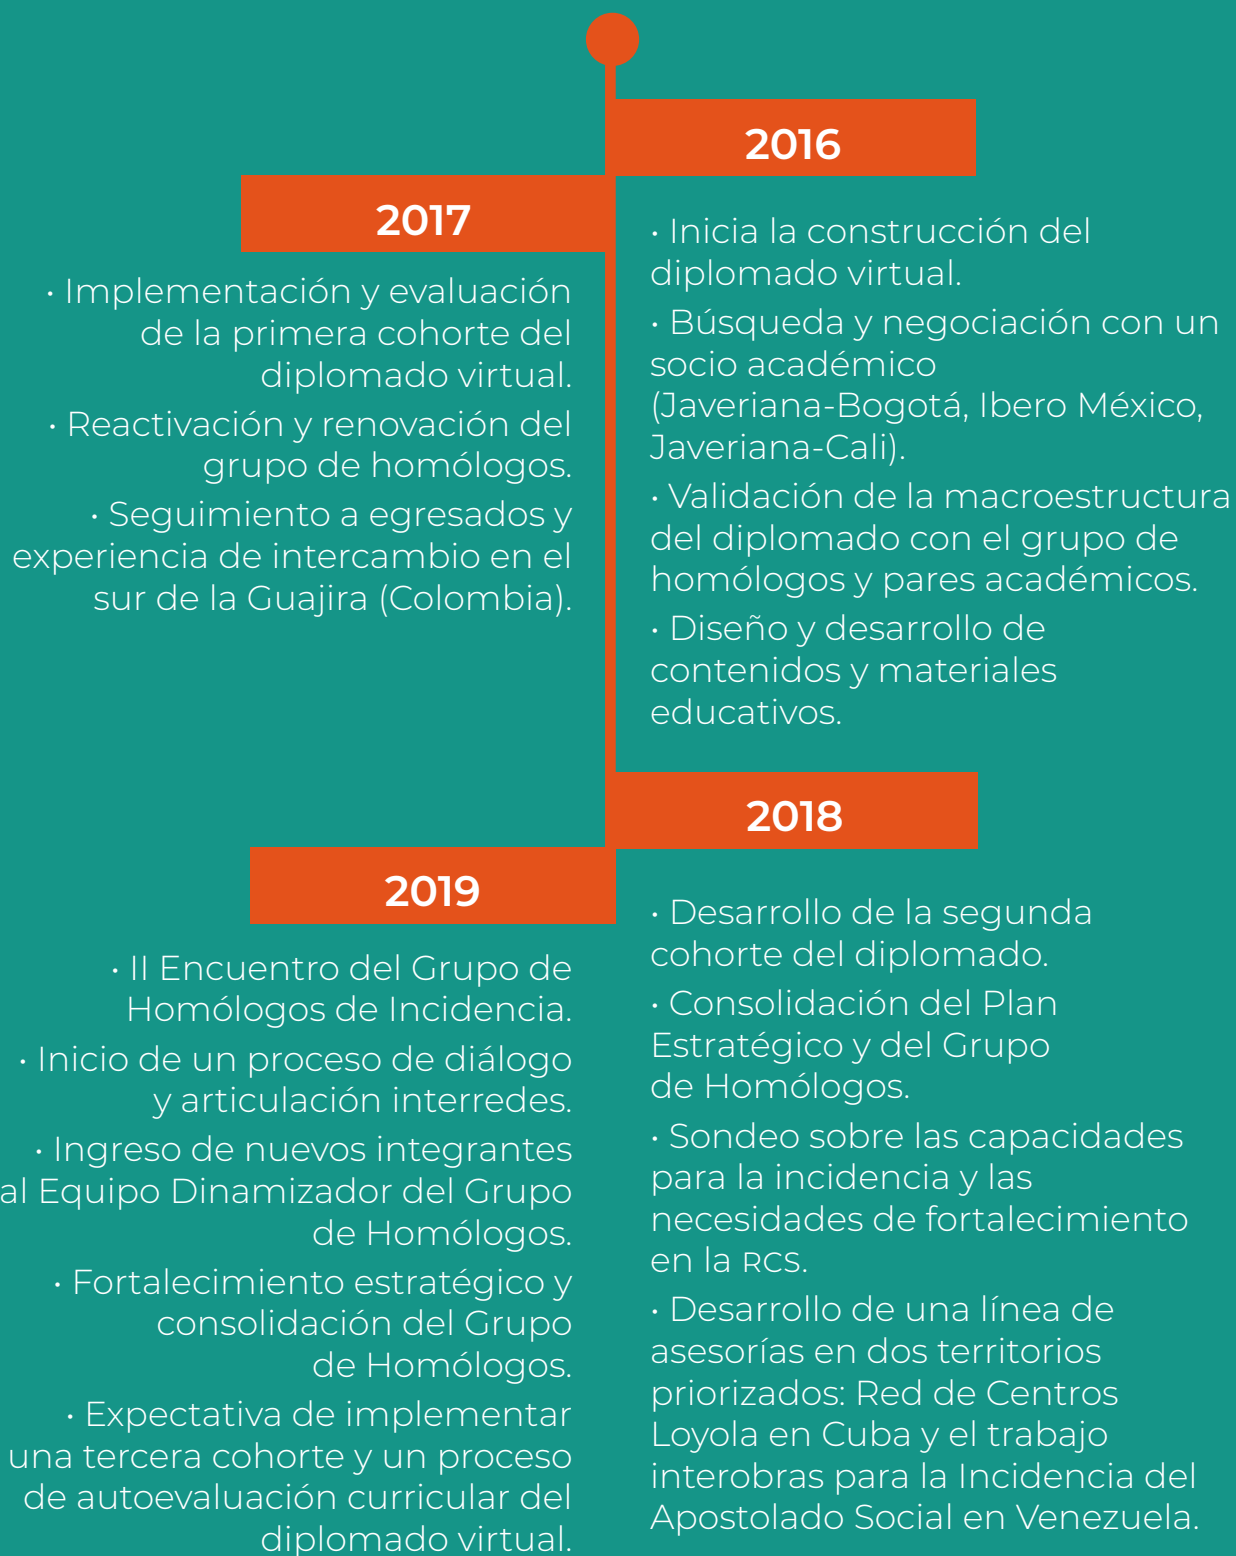 2016
· Inicia la construcción del
diplomado virtual.
· Búsqueda y negociación con un
socio académico
(Javeriana-Bogotá, Ibero México,
Javeriana-Cali).
· Validación de la macroestructura
del diplomado con el grupo de
homólogos y pares académicos.
· Diseño y desarrollo de
contenidos y materiales
educativos.
2017
· Implementación y evaluación
de la primera cohorte del
diplomado virtual.
· Reactivación y renovación del
grupo de homólogos.
· Seguimiento a egresados y
experiencia de intercambio en el
sur de la Guajira (Colombia).
2018
· Desarrollo de la segunda
cohorte del diplomado.
· Consolidación del Plan
Estratégico y del Grupo
de Homólogos.
· Sondeo sobre las capacidades
para la incidencia y las
necesidades de fortalecimiento
en la RCS.
· Desarrollo de una línea de
asesorías en dos territorios
priorizados: Red de Centros
Loyola en Cuba y el trabajo
interobras para la Incidencia del
Apostolado Social en Venezuela.
2019
· II Encuentro del Grupo de
Homólogos de Incidencia.
· Inicio de un proceso de diálogo
y articulación interredes.
· Ingreso de nuevos integrantes
al Equipo Dinamizador del Grupo
de Homólogos.
· Fortalecimiento estratégico y
consolidación del Grupo
de Homólogos.
· Expectativa de implementar
una tercera cohorte y un proceso
de autoevaluación curricular del
diplomado virtual.